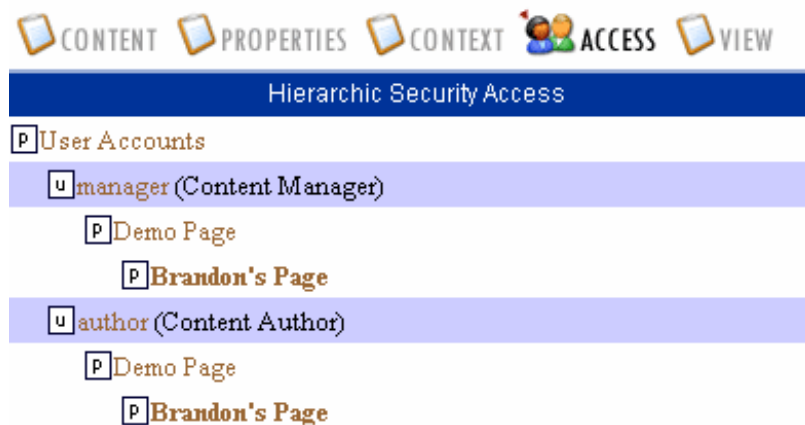 CONTENT PROPERTIES CONTEXT ACCESS VIEW
Hierarchic Security Access
P User Accounts
u manager (Content Manager)
P Demo Page
P Brandon's Page
u author (Content Author)
P Demo Page
P Brandon's Page